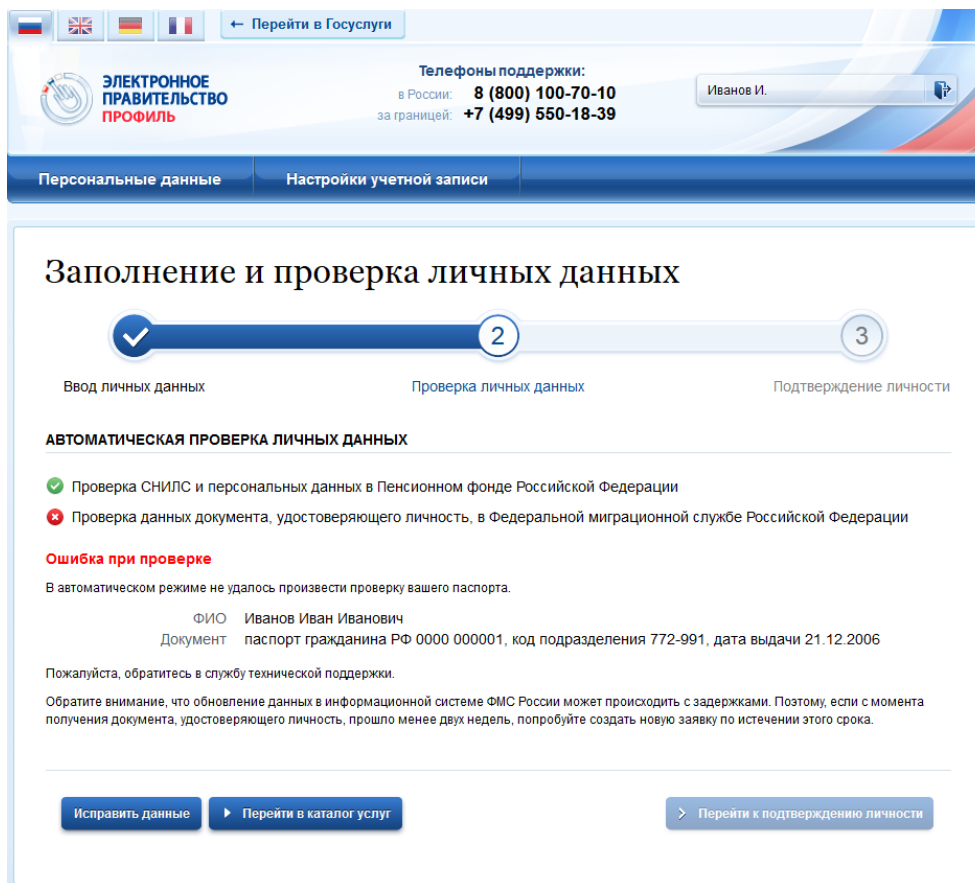 ← Перейти в Госуслуги
ЭЛЕКТРОННОЕ
ПРАВИТЕЛЬСТВО
ПРОФИЛЬ
Телефоны поддержки:
в России: 8 (800) 100-70-10
за границей: +7 (499) 550-18-39
Иванов И.
Персональные данные Настройки учетной записи
Заполнение и проверка личных данных
2 3
Ввод личных данных Проверка личных данных Подтверждение личности
АВТОМАТИЧЕСКАЯ ПРОВЕРКА ЛИЧНЫХ ДАННЫХ
Проверка СНИЛС и персональных данных в Пенсионном фонде Российской Федерации
Проверка данных документа, удостоверяющего личность, в Федеральной миграционной службе Российской Федерации
Ошибка при проверке
В автоматическом режиме не удалось произвести проверку вашего паспорта.
ФИО Иванов Иван Иванович
Документ паспорт гражданина РФ 0000 000001, код подразделения 772-991, дата выдачи 21.12.2006
Пожалуйста, обратитесь в службу технической поддержки.
Обратите внимание, что обновление данных в информационной системе ФМС России может происходить с задержками. Поэтому, если с момента
получения документа, удостоверяющего личность, прошло менее двух недель, попробуйте создать новую заявку по истечении этого срока.
Исправить данные Перейти в каталог услуг Перейти к подтверждению личности